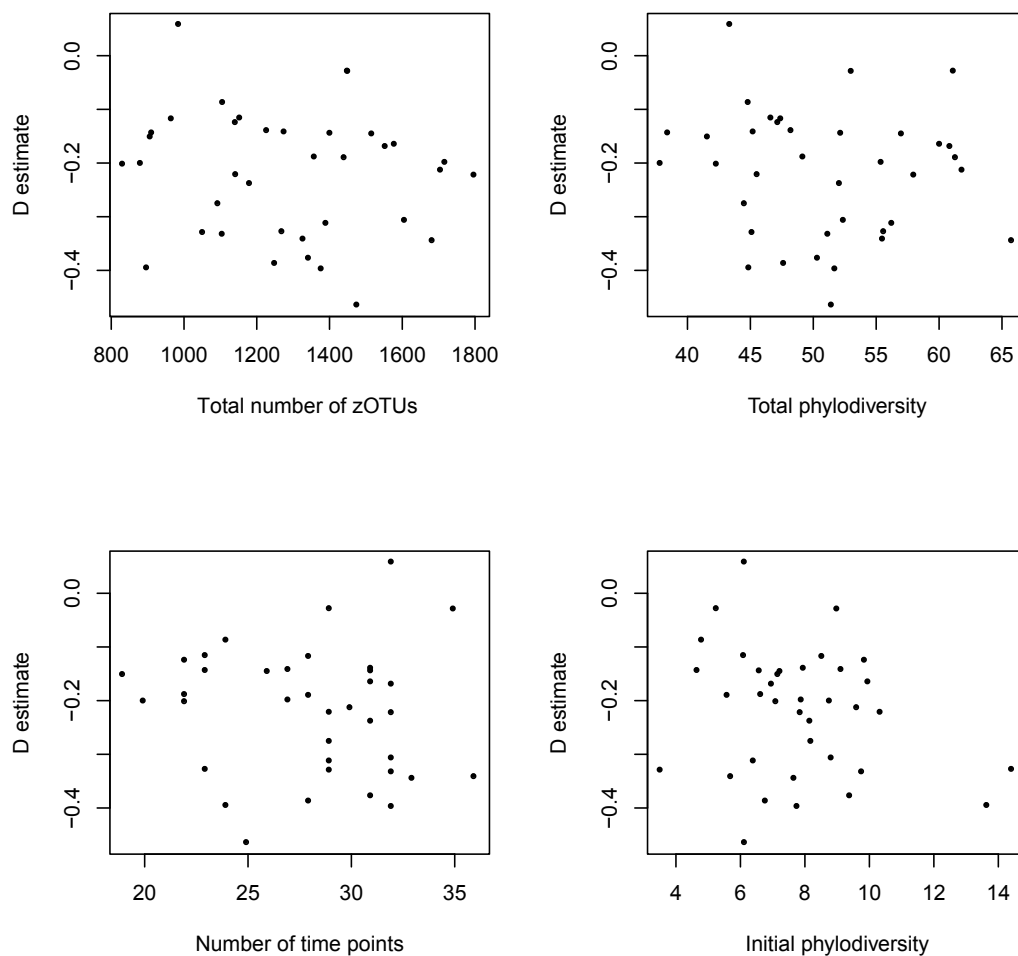 0.0
−0.2
−0.4
D estimate
800 1000 1200 1400 1600 1800
Total number of zOTUs
0.0
−0.2
−0.4
D estimate
40 45 50 55 60 65
Total phylodiversity
0.0
−0.2
−0.4
D estimate
20 25 30 35
Number of time points
0.0
−0.2
−0.4
D estimate
4 6 8 10 12 14
Initial phylodiversity